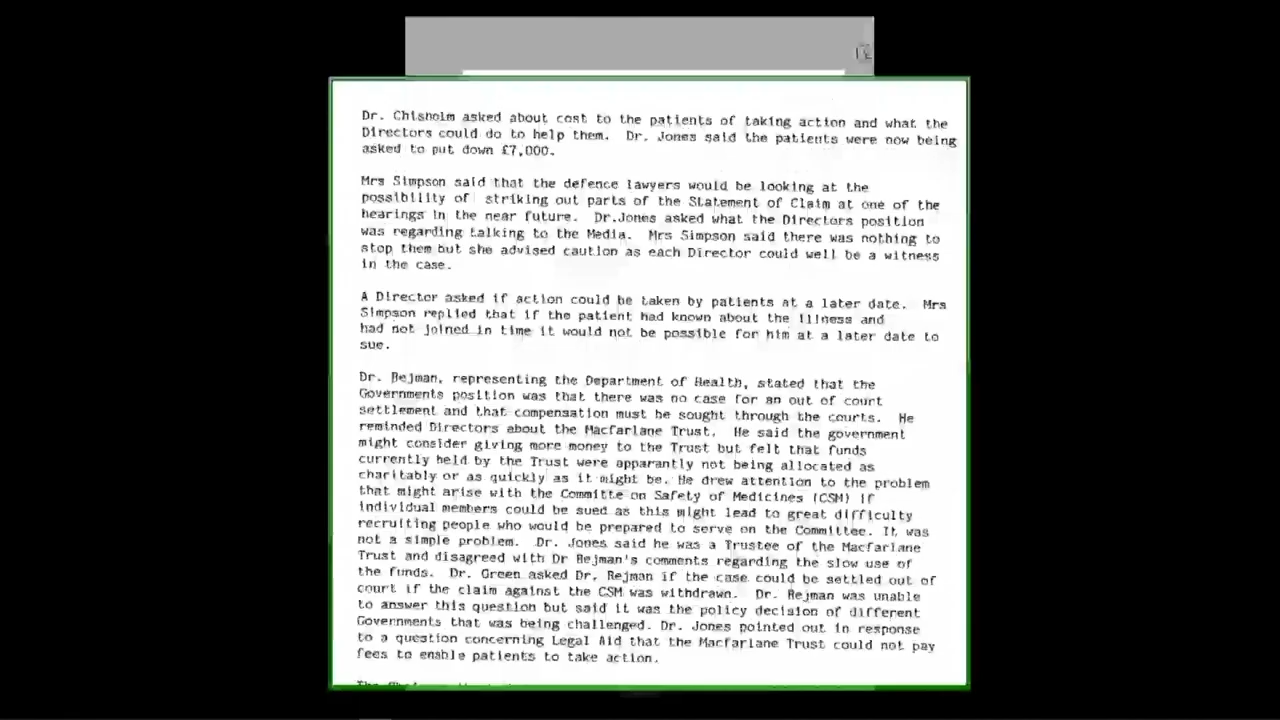 Dr. Chisholm asked about cost to the patients of taking action and what the
Directors could do to help them. Dr. Jones said the patients were now being
asked to put down £7,000.
Mrs Simpson said that the defence lawyers would be looking at the
possibility of striking out parts of the Statement of Claim at one of the
hearings in the near future. Dr.Jones asked what the Directors position
was regarding talking to the Media. Mrs Simpson said there was nothing to
stop them but she advised caution as each Director could well be a witness
in the case.
A Director asked if action could be taken by patients at a later date. Mrs
Simpson replied that if the patient had known about the illness and
had not joined in time it would not be possible for him at a later date to
sue.
Dr. Rejman, representing the Department of Health, stated that the
Governments position was that there was no case for an out of court
settlement and that compensation must be sought through the courts. He
reminded Directors about the Macfarlane Trust. He said the government
might consider giving more money to the Trust but felt that funds
currently held by the Trust were apparantly not being allocated as
charitably or as quickly as it might be. He drew attention to the problem
that might arise with the Committe on Safety of Medicines (CSM) if
individual members could be sued as this might lead to great difficulty
recruiting people who would be prepared to serve on the Committee. It was
not a simple problem. Dr. Jones said he was a Trustee of the Macfarlane
Trust and disagreed with Dr Rejman's comments regarding the slow use of
the funds. Dr. Green asked Dr. Rejman if the case could be settled out of
court if the claim against the CSM was withdrawn. Dr. Rejman was unable
to answer this question but said it was the policy decision of different
Governments that was being challenged. Dr. Jones pointed out in response
to a question concerning Legal Aid that the Macfarlane Trust could not pay
fees to enable patients to take action.